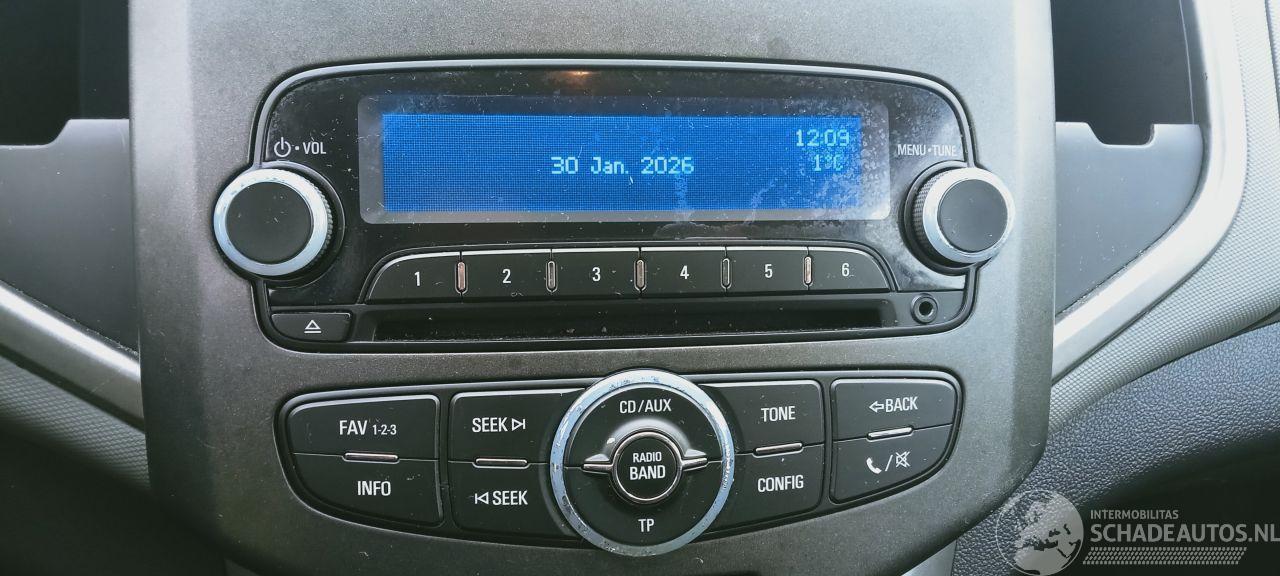 12:09
30 Jan. 2026
1°C
VOL
MENU•TUNE
1 2 3 4 5 6
FAV 1-2-3
INFO
SEEK
SEEK
CD/AUX
RADIO
BAND
TP
TONE
CONFIG
BACK
/
INTERMOBILITAS
SCHADEAUTOS.NL